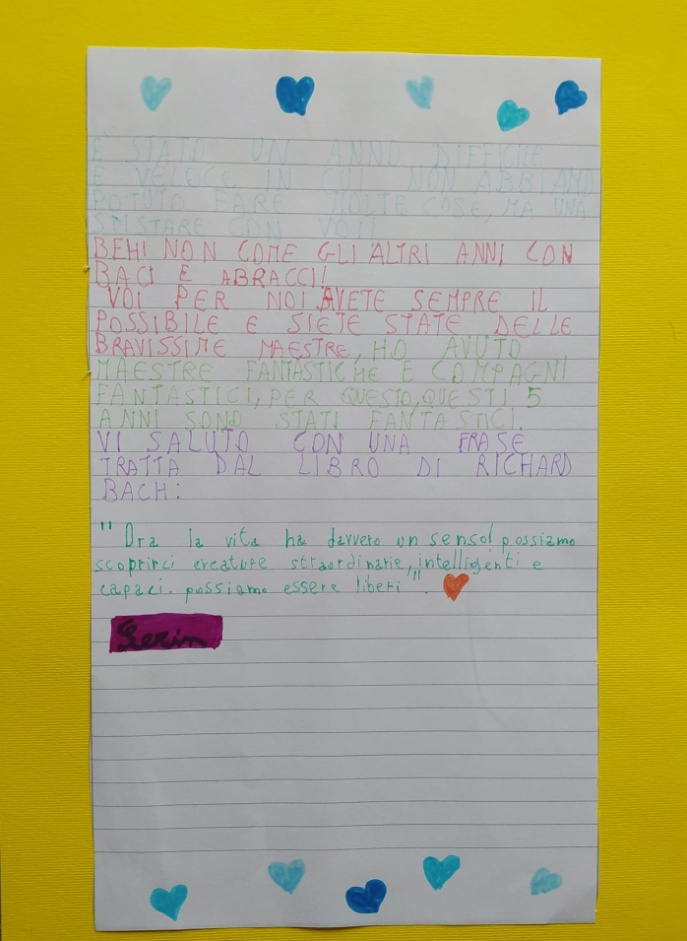 È STATO UN ANNO DIFFICILE
E VELOCE IN CUI NON ABBIAMO
POTUTO FARE MOLTE COSE, MA UNA
SÌ STARE CON VOI!
BEH! NON COME GLI ALTRI ANNI, CON
BACI E ABRACCI!
VOI PER NOI AVETE SEMPRE IL
POSSIBILE E SIETE STATE DELLE
BRAVISSIME MAESTRE, HO AVUTO
MAESTRE FANTASTICHE E COMPAGNI
FANTASTICI, PER QUESTO, QUESTI 5
ANNI SONO STATI FANTASTICI.
VI SALUTO CON UNA FRASE
TRATTA DAL LIBRO DI RICHARD
BACH:
"Ora la vita ha davvero un senso! possiamo
scoprirci creature straordinarie, intelligenti e
capaci. possiamo essere liberi".